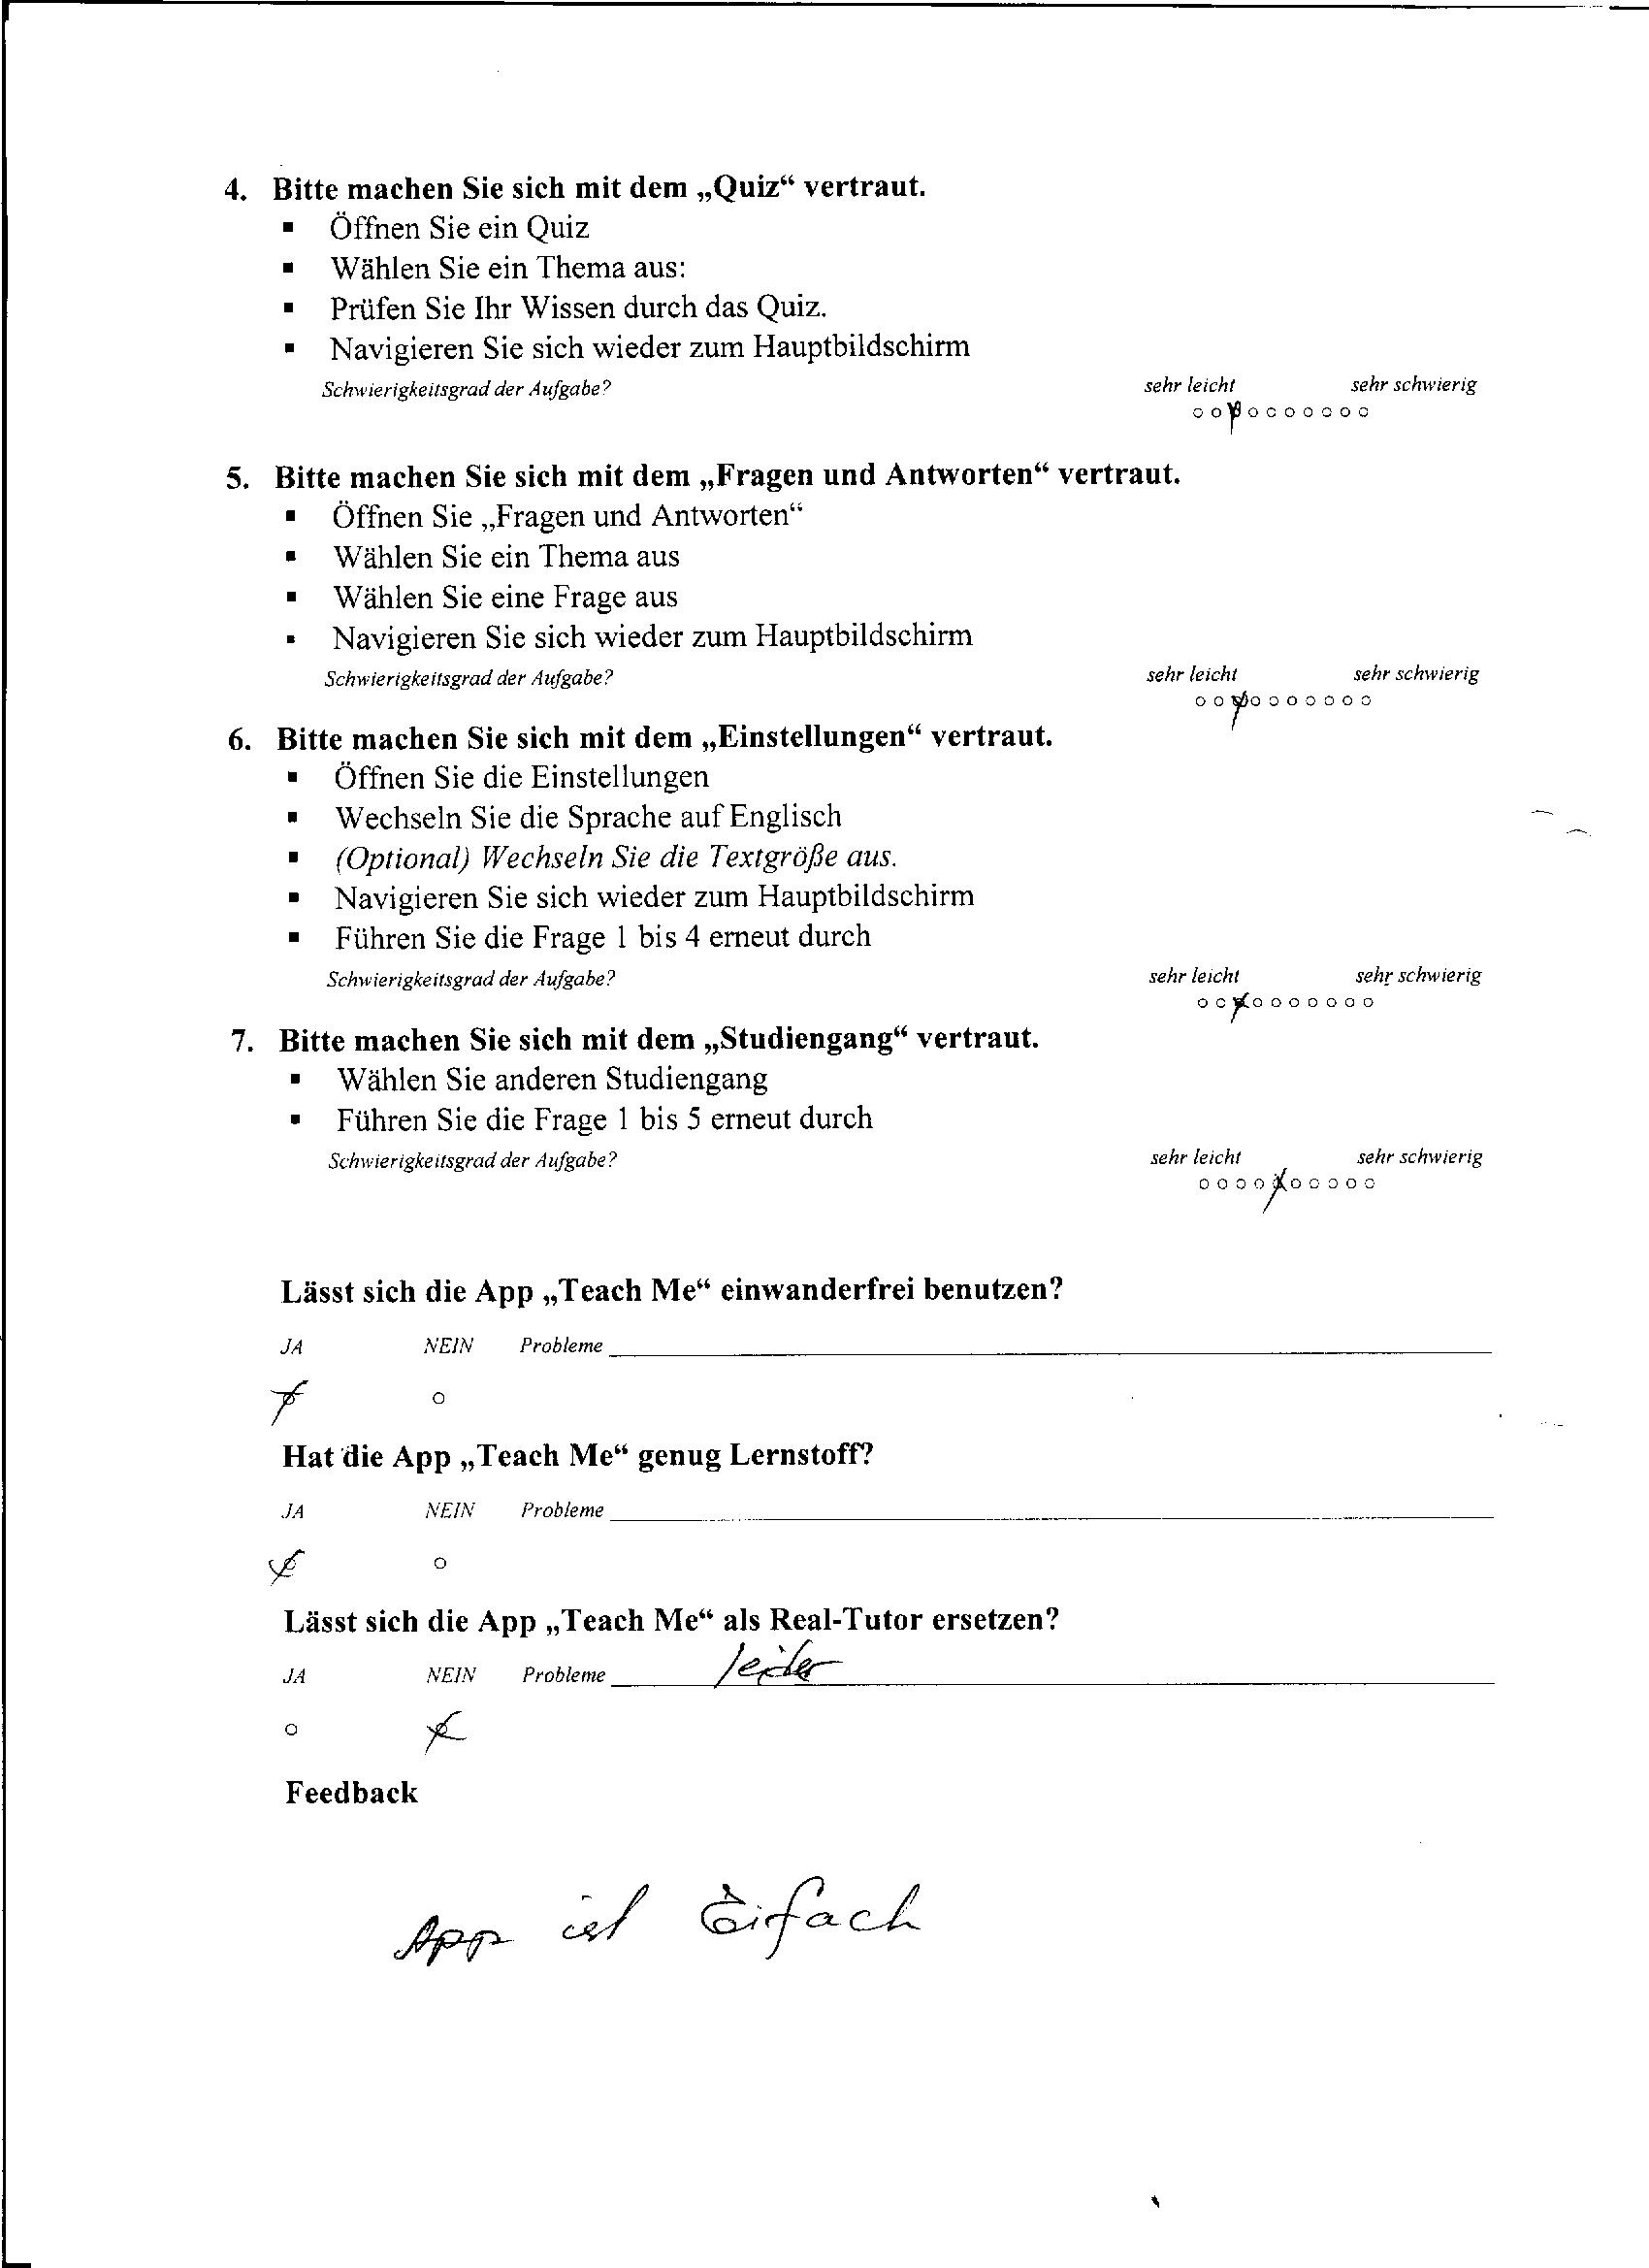 4. Bitte machen Sie sich mit dem „Quiz“ vertraut.
▪ Öffnen Sie ein Quiz
▪ Wählen Sie ein Thema aus:
▪ Prüfen Sie Ihr Wissen durch das Quiz.
▪ Navigieren Sie sich wieder zum Hauptbildschirm
Schwierigkeitsgrad der Aufgabe? sehr leicht sehr schwierig
5. Bitte machen Sie sich mit dem „Fragen und Antworten“ vertraut.
▪ Öffnen Sie „Fragen und Antworten“
▪ Wählen Sie ein Thema aus
▪ Wählen Sie eine Frage aus
▪ Navigieren Sie sich wieder zum Hauptbildschirm
Schwierigkeitsgrad der Aufgabe? sehr leicht sehr schwierig
6. Bitte machen Sie sich mit dem „Einstellungen“ vertraut.
▪ Öffnen Sie die Einstellungen
▪ Wechseln Sie die Sprache auf Englisch
▪ (Optional) Wechseln Sie die Textgröße aus.
▪ Navigieren Sie sich wieder zum Hauptbildschirm
▪ Führen Sie die Frage 1 bis 4 erneut durch
Schwierigkeitsgrad der Aufgabe? sehr leicht sehr schwierig
7. Bitte machen Sie sich mit dem „Studiengang“ vertraut.
▪ Wählen Sie anderen Studiengang
▪ Führen Sie die Frage 1 bis 5 erneut durch
Schwierigkeitsgrad der Aufgabe? sehr leicht sehr schwierig
Lässt sich die App „Teach Me“ einwanderfrei benutzen?
JA NEIN Probleme
Hat die App „Teach Me“ genug Lernstoff?
JA NEIN Probleme
Lässt sich die App „Teach Me“ als Real-Tutor ersetzen?
JA NEIN Probleme leider
Feedback
App ist Eifach